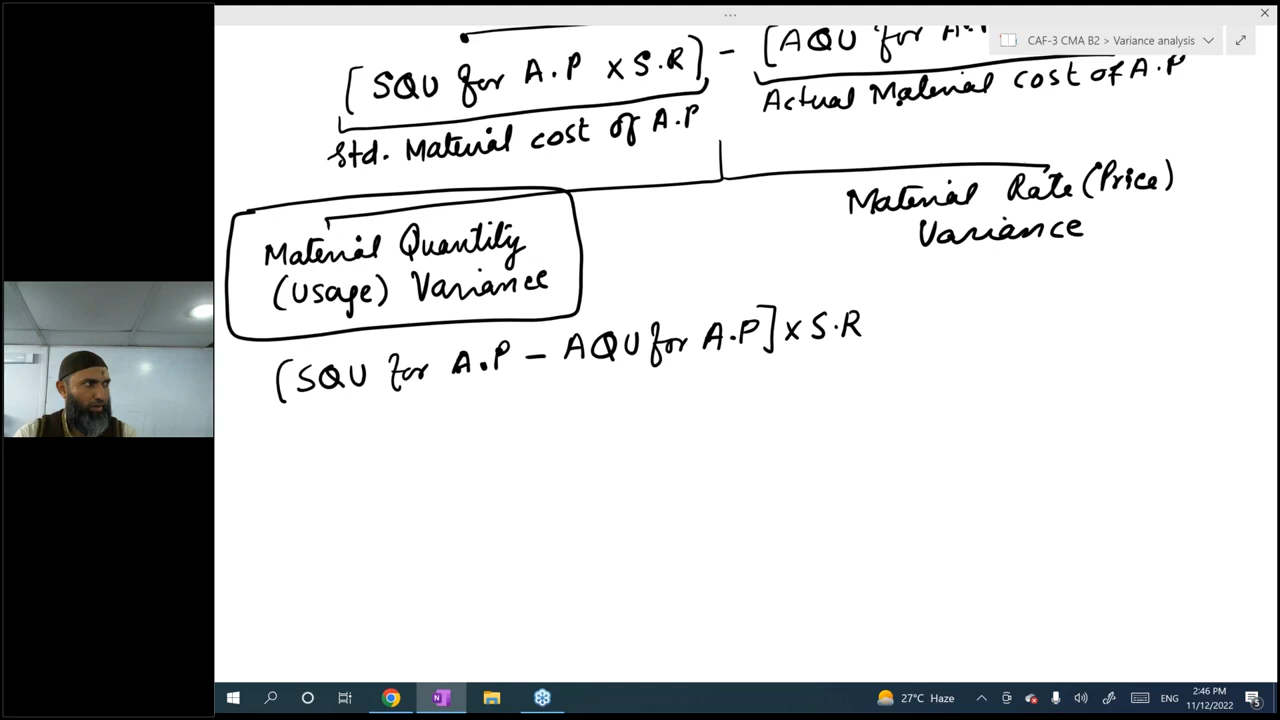 CAF-3 CMA B2 > Variance analysis
[SQU for A.P x S.R] - [AQU for A.P
Std. Material cost of A.P
Actual Material cost of A.P
Material Quantity
(Usage) Variance
Material Rate (Price)
Variance
[SQU for A.P - AQU for A.P] x S.R
27°C Haze
ENG
2:46 PM
11/12/2022
5